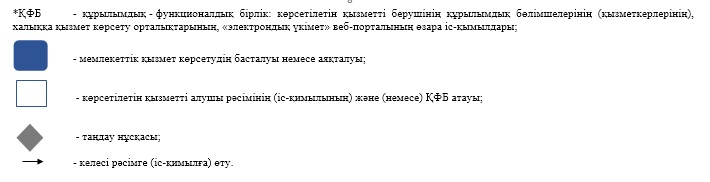 *ҚФБ - құрылымдық - функционалдық бірлік: көрсетілетін қызметті берушінің құрылымдық бөлімшелерінің (қызметкерлерінің),
халыққа қызмет көрсету орталықтарының, «электрондық үкімет» веб-порталының өзара іс-қимылдары;
- мемлекеттік қызмет көрсетудің басталуы немесе аяқталуы;
- көрсетілетін қызметті алушы рәсімінің (іс-қимылының) және (немесе) ҚФБ атауы;
- таңдау нұсқасы;
- келесі рәсімге (іс-қимылға) өту.